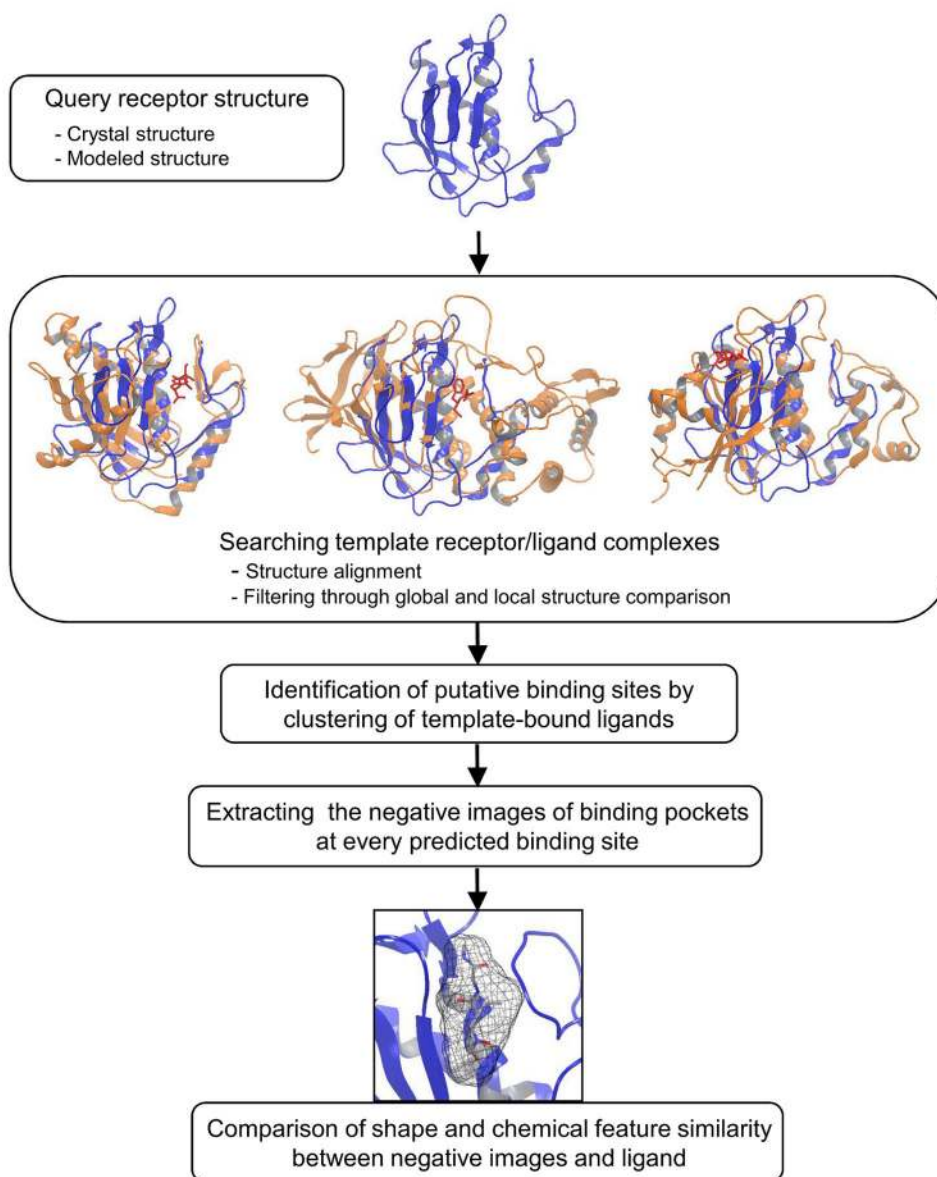 Query receptor structure
- Crystal structure
- Modeled structure
Searching template receptor/ligand complexes
- Structure alignment
- Filtering through global and local structure comparison
Identification of putative binding sites by
clustering of template-bound ligands
Extracting the negative images of binding pockets
at every predicted binding site
Comparison of shape and chemical feature similarity
between negative images and ligand